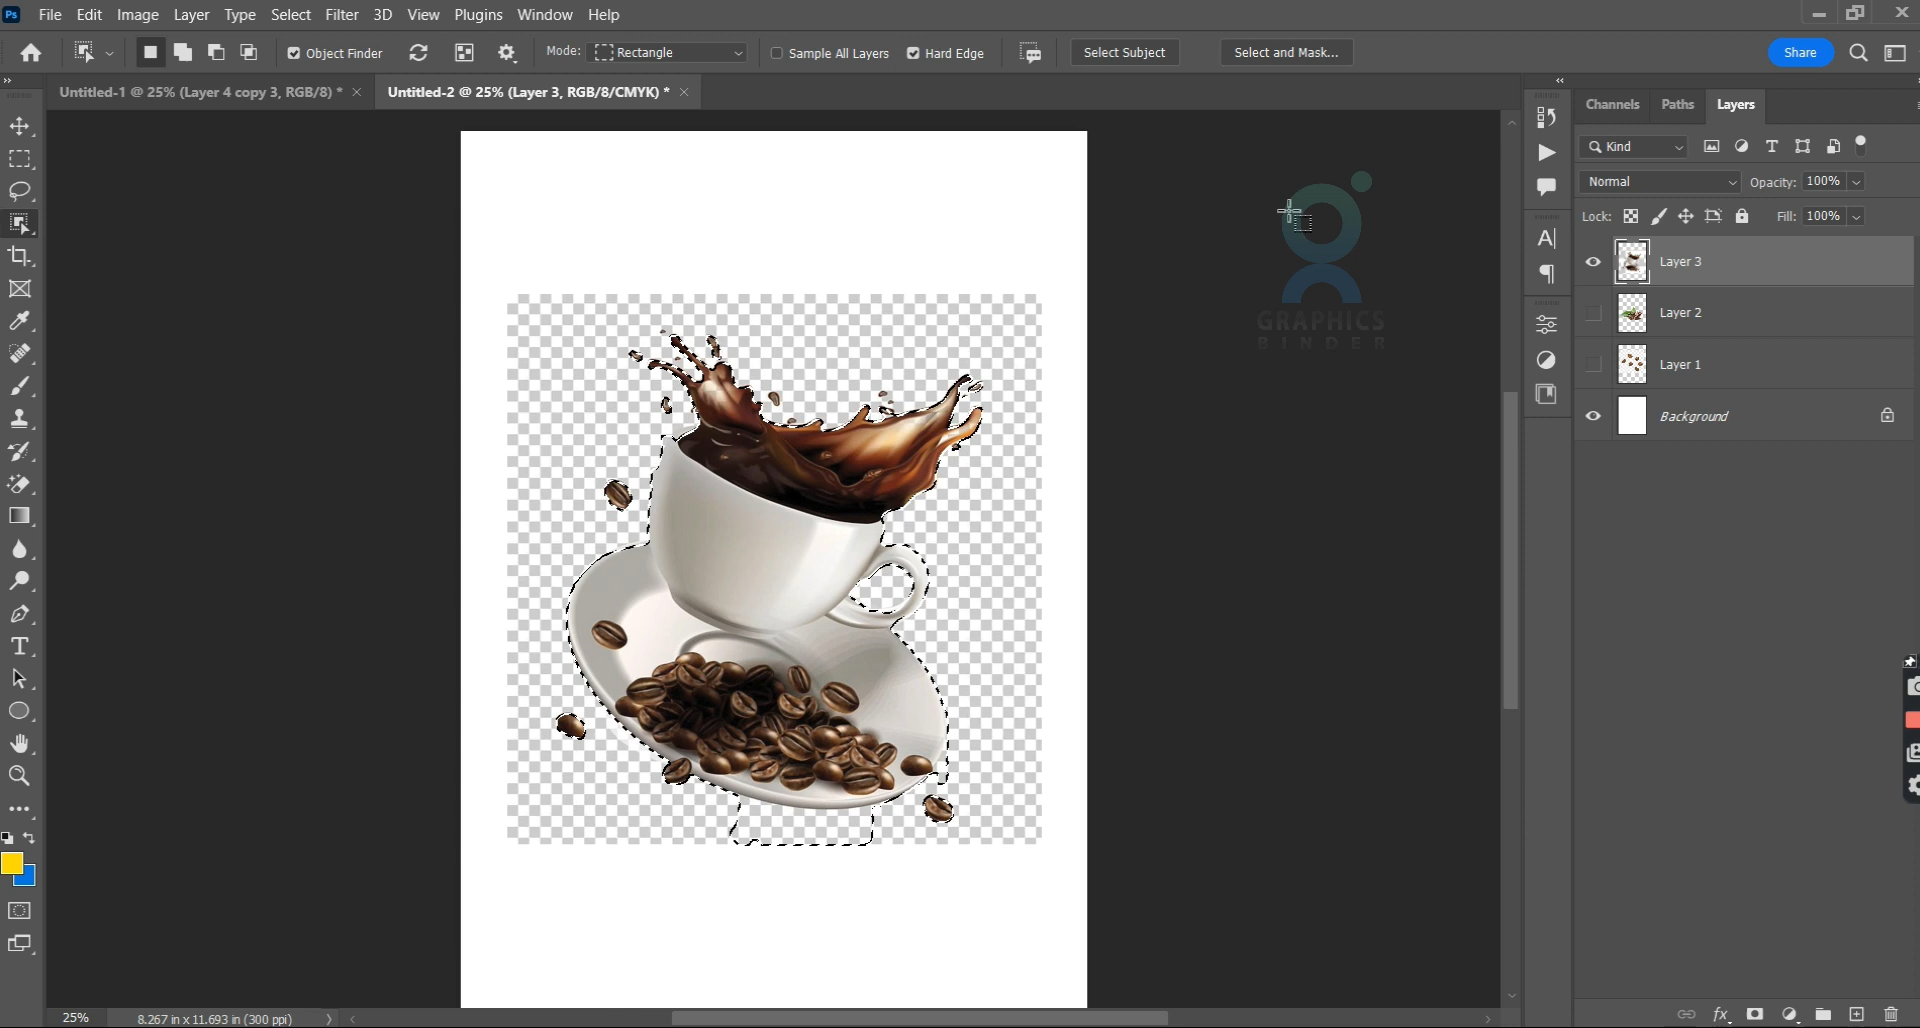 Ps File Edit Image Layer Type Select Filter 3D View Plugins Window Help
Object Finder Mode: Rectangle Sample All Layers Hard Edge Select Subject Select and Mask... Share
Untitled-1 @ 25% (Layer 4 copy 3, RGB/8) * × Untitled-2 @ 25% (Layer 3, RGB/8/CMYK) * ×
Channels Paths Layers
Kind
Normal Opacity: 100%
Lock: Fill: 100%
Layer 3
Layer 2
Layer 1
Background
GRAPHICS
BINDER
25% 8.267 in x 11.693 in (300 ppi)